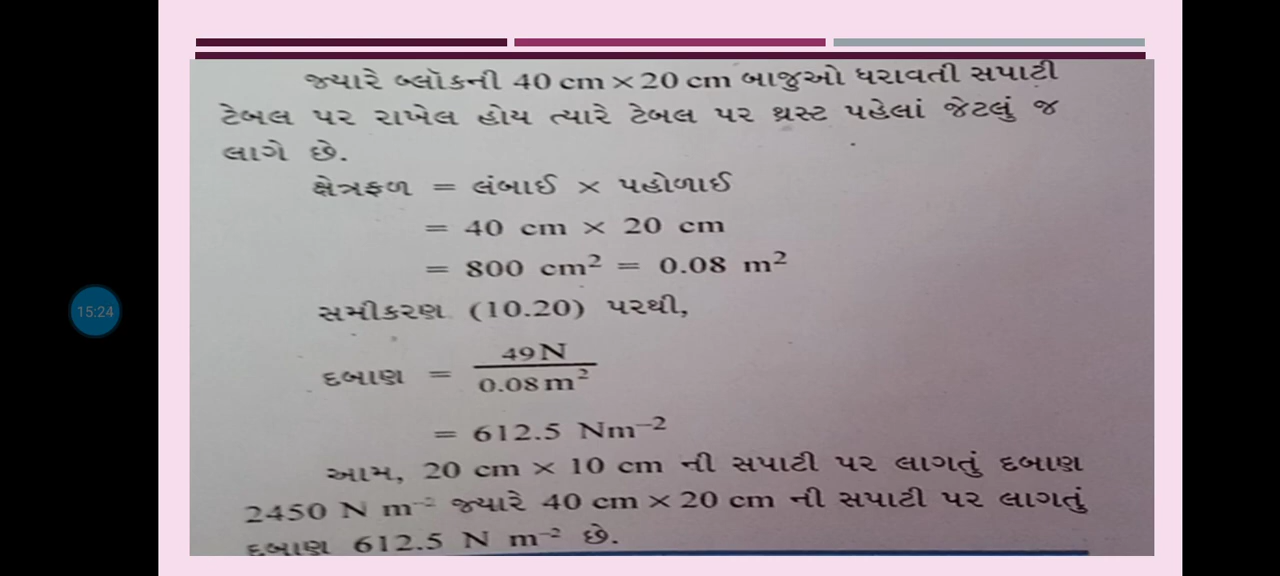 જ્યારે બ્લૉકની 40 cm × 20 cm બાજુઓ ધરાવતી સપાટી
ટેબલ પર રાખેલ હોય ત્યારે ટેબલ પર થ્રસ્ટ પહેલાં જેટલું જ
લાગે છે.
ક્ષેત્રફળ = લંબાઈ × પહોળાઈ
= 40 cm × 20 cm
= 800 cm² = 0.08 m²
સમીકરણ (10.20) પરથી,
દબાણ = 49 N / 0.08 m²
= 612.5 Nm⁻²
આમ, 20 cm × 10 cm ની સપાટી પર લાગતું દબાણ
2450 N m⁻² જ્યારે 40 cm × 20 cm ની સપાટી પર લાગતું
દબાણ 612.5 N m⁻² છે.
15:24